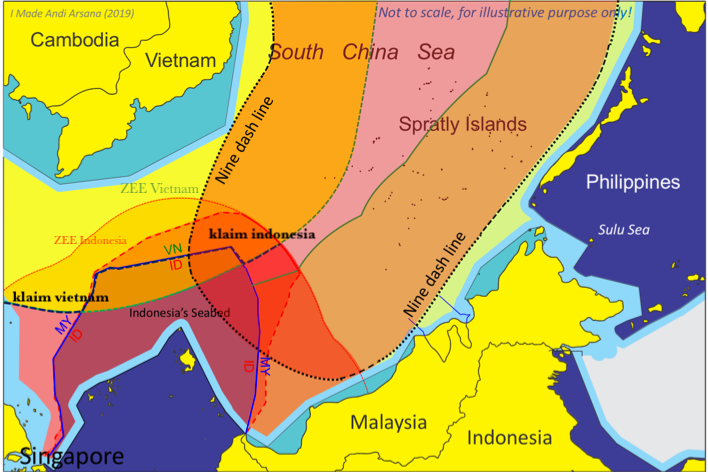 I Made Andi Arsana (2019)
Not to scale, for illustrative purpose only!
Cambodia
Vietnam
South China Sea
Nine dash line
Spratly Islands
Philippines
ZEE Vietnam
Sulu Sea
ZEE Indonesia
klaim indonesia
VN
ID
klaim vietnam
Indonesia's Seabed
Nine dash line
MY
ID
MY
ID
Malaysia
Indonesia
Singapore